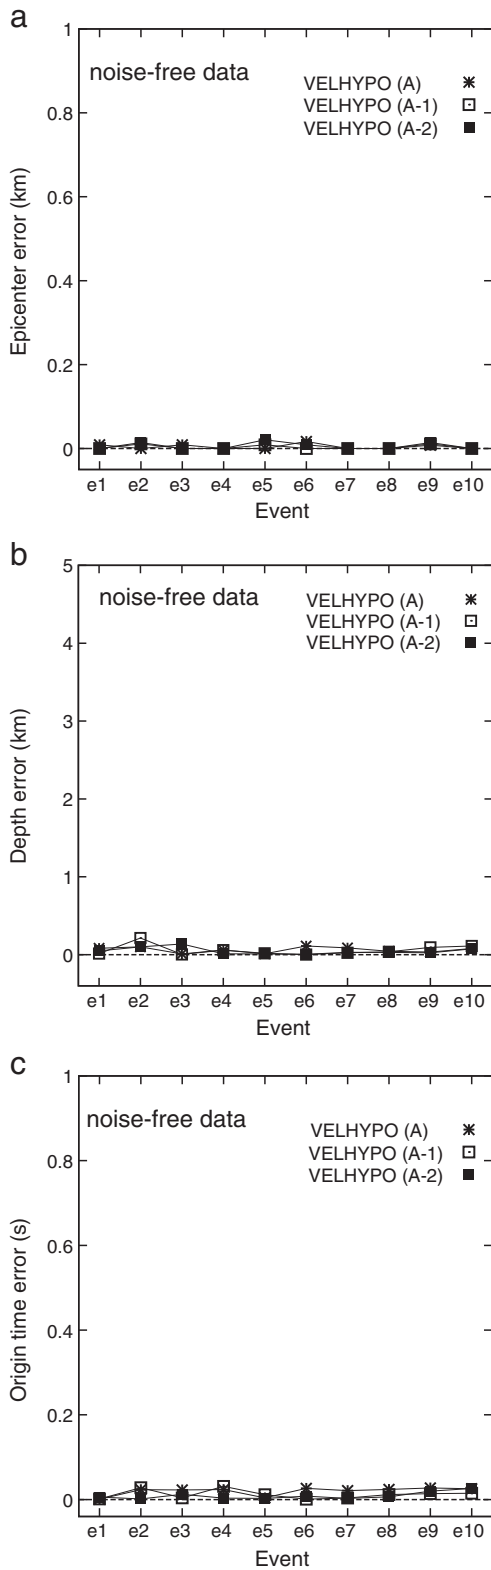 a
noise-free data
VELHYPO (A)
VELHYPO (A-1)
VELHYPO (A-2)
Epicenter error (km)
1
0.8
0.6
0.4
0.2
0
e1 e2 e3 e4 e5 e6 e7 e8 e9 e10
Event
b
noise-free data
VELHYPO (A)
VELHYPO (A-1)
VELHYPO (A-2)
Depth error (km)
5
4
3
2
1
0
e1 e2 e3 e4 e5 e6 e7 e8 e9 e10
Event
c
noise-free data
VELHYPO (A)
VELHYPO (A-1)
VELHYPO (A-2)
Origin time error (s)
1
0.8
0.6
0.4
0.2
0
e1 e2 e3 e4 e5 e6 e7 e8 e9 e10
Event